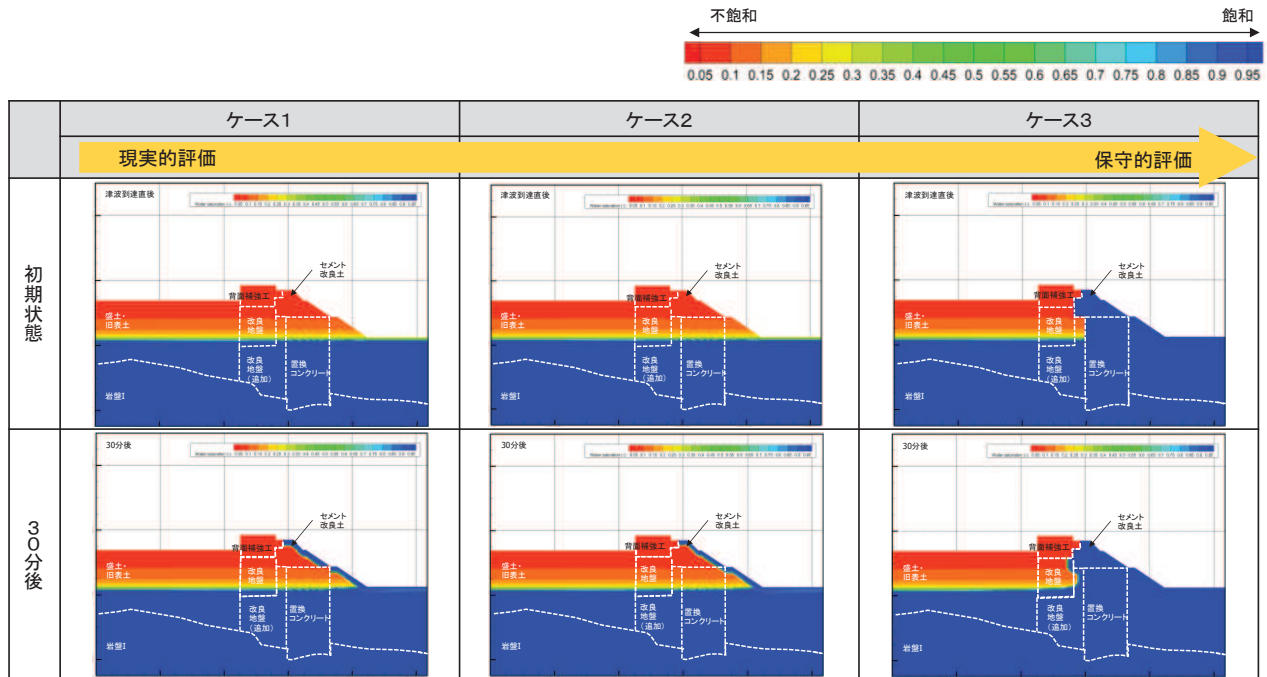 不飽和
飽和
0.05 0.1 0.15 0.2 0.25 0.3 0.35 0.4 0.45 0.5 0.55 0.6 0.65 0.7 0.75 0.8 0.85 0.9 0.95
ケース1
ケース2
ケース3
現実的評価
保守的評価
初期状態
津波到達直後
セメント
改良土
背面補強工
盛土・
旧表土
改良
地盤
改良
地盤
(追加)
置換
コンクリート
岩盤I
津波到達直後
セメント
改良土
背面補強工
盛土・
旧表土
改良
地盤
改良
地盤
(追加)
置換
コンクリート
岩盤I
津波到達直後
セメント
改良土
背面補強工
盛土・
旧表土
改良
地盤
改良
地盤
(追加)
置換
コンクリート
岩盤I
30分後
30分後
セメント
改良土
背面補強工
盛土・
旧表土
改良
地盤
改良
地盤
(追加)
置換
コンクリート
岩盤I
30分後
セメント
改良土
背面補強工
盛土・
旧表土
改良
地盤
改良
地盤
(追加)
置換
コンクリート
岩盤I
30分後
セメント
改良土
背面補強工
盛土・
旧表土
改良
地盤
改良
地盤
(追加)
置換
コンクリート
岩盤I